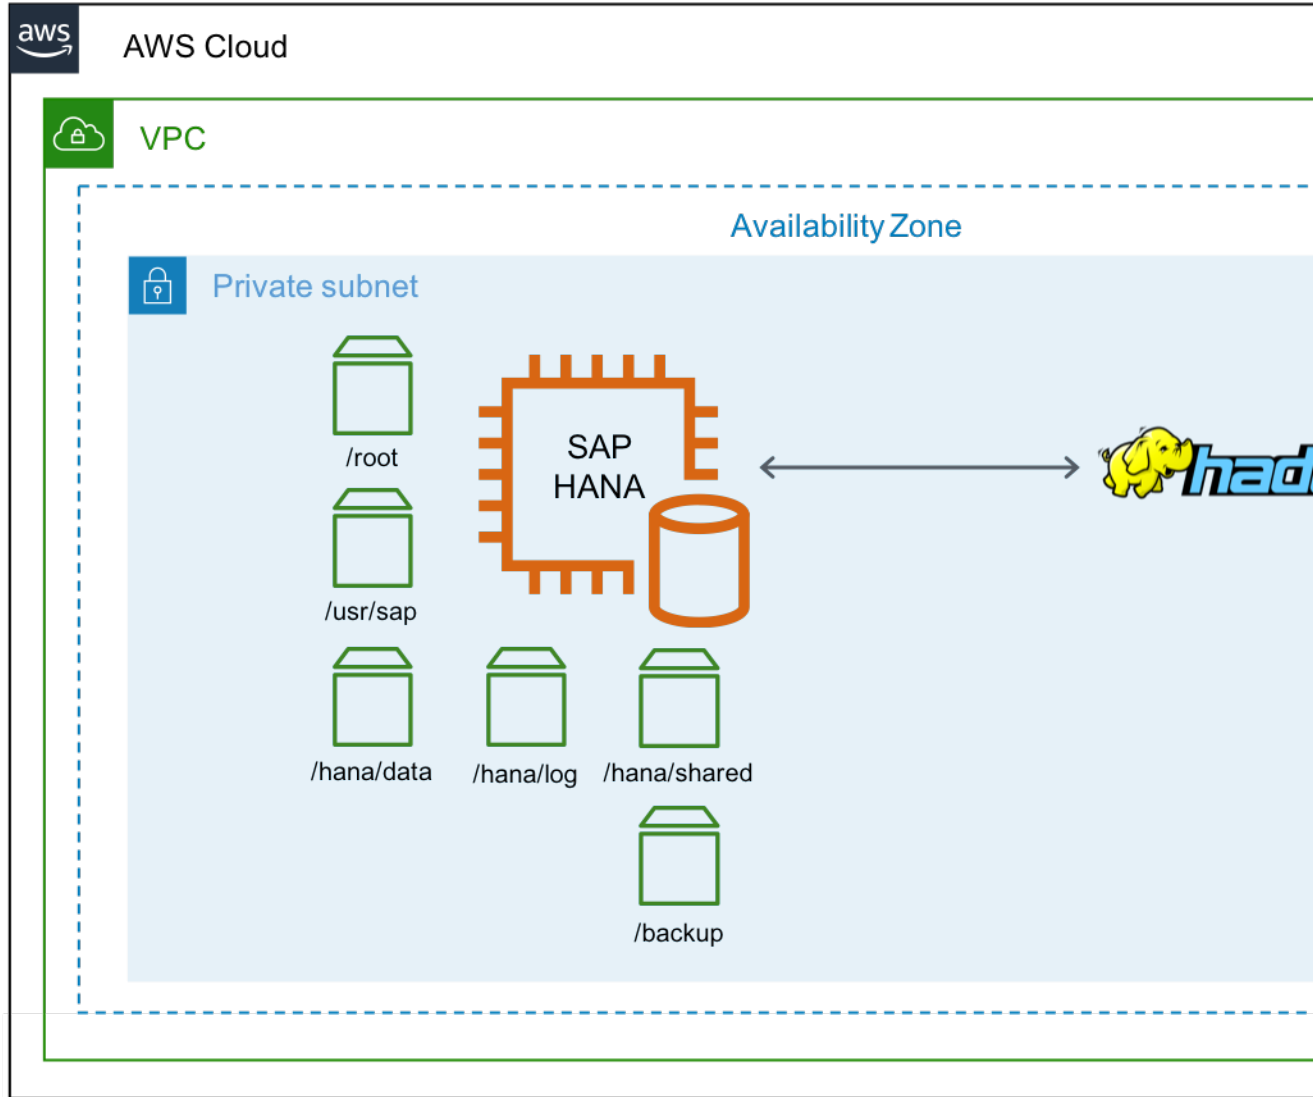 aws
AWS Cloud
VPC
Availability Zone
Private subnet
/root
SAP
HANA
/usr/sap
/hana/data
/hana/log
/hana/shared
/backup